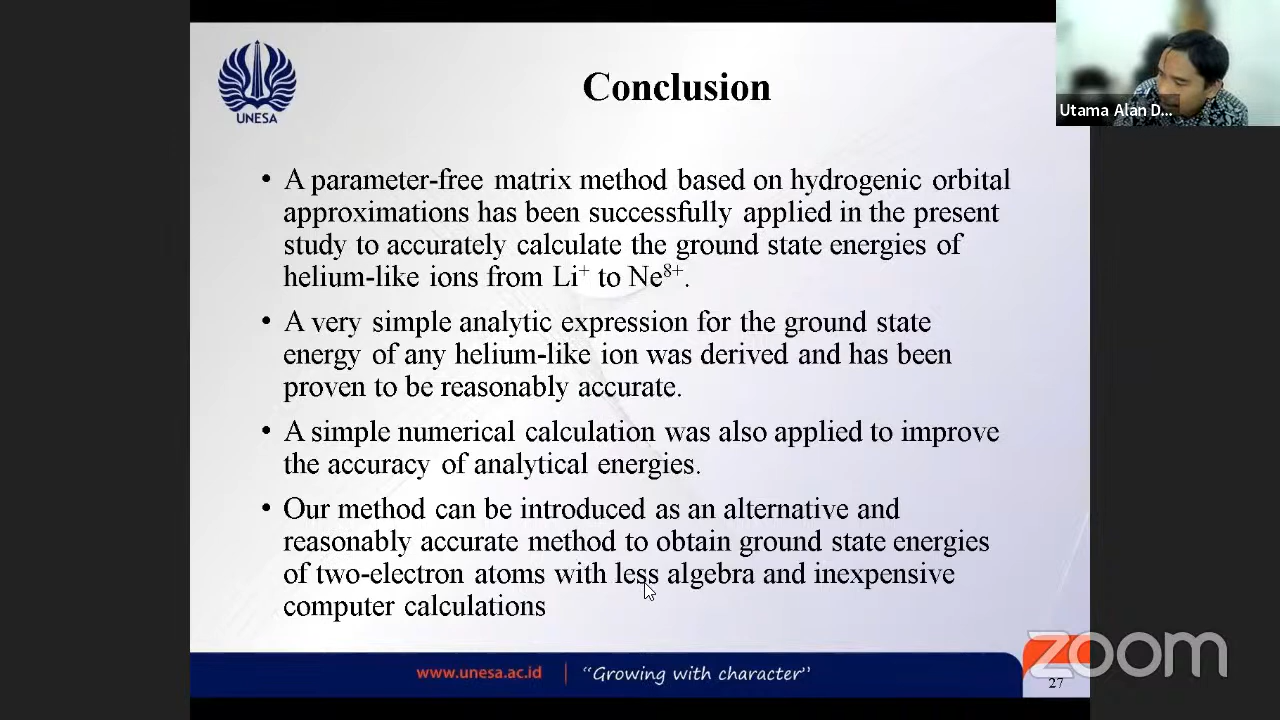 Conclusion
UNESA
Utama Alan D...
• A parameter-free matrix method based on hydrogenic orbital
approximations has been successfully applied in the present
study to accurately calculate the ground state energies of
helium-like ions from Li⁺ to Ne⁸⁺.
• A very simple analytic expression for the ground state
energy of any helium-like ion was derived and has been
proven to be reasonably accurate.
• A simple numerical calculation was also applied to improve
the accuracy of analytical energies.
• Our method can be introduced as an alternative and
reasonably accurate method to obtain ground state energies
of two-electron atoms with less algebra and inexpensive
computer calculations
www.unesa.ac.id
“Growing with character”
zoom
27